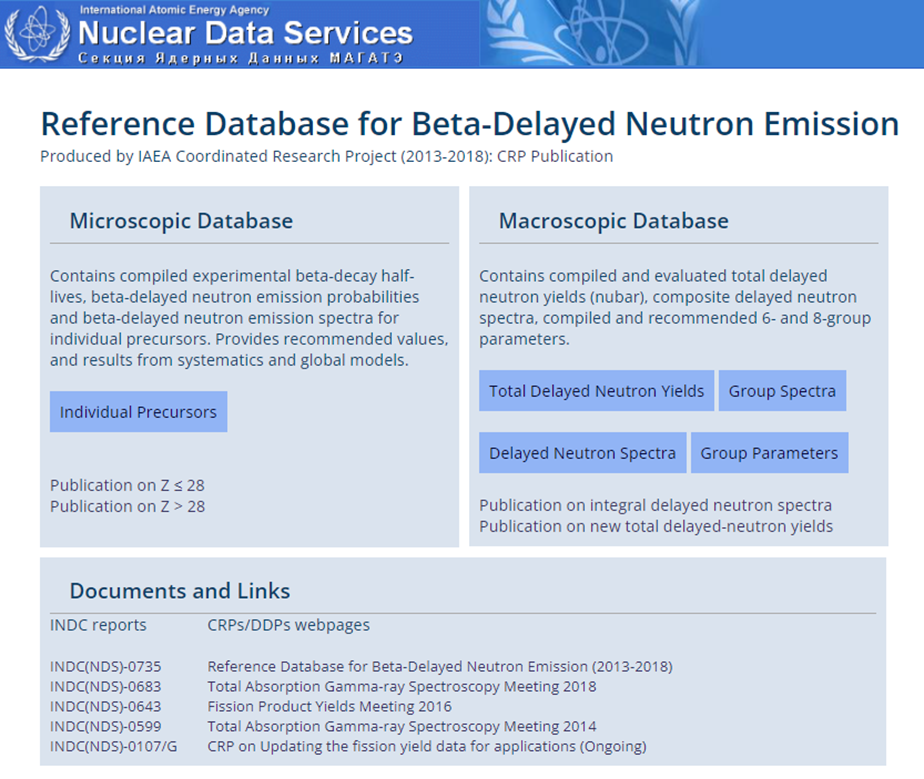 International Atomic Energy Agency
Nuclear Data Services
Секция Ядерных Данных МАГАТЭ
Reference Database for Beta-Delayed Neutron Emission
Produced by IAEA Coordinated Research Project (2013-2018): CRP Publication
Microscopic Database
Contains compiled experimental beta-decay half-
lives, beta-delayed neutron emission probabilities
and beta-delayed neutron emission spectra for
individual precursors. Provides recommended values,
and results from systematics and global models.
Individual Precursors
Publication on Z ≤ 28
Publication on Z > 28
Macroscopic Database
Contains compiled and evaluated total delayed
neutron yields (nubar), composite delayed neutron
spectra, compiled and recommended 6- and 8-group
parameters.
Total Delayed Neutron Yields Group Spectra
Delayed Neutron Spectra Group Parameters
Publication on integral delayed neutron spectra
Publication on new total delayed-neutron yields
Documents and Links
INDC reports CRPs/DDPs webpages
INDC(NDS)-0735 Reference Database for Beta-Delayed Neutron Emission (2013-2018)
INDC(NDS)-0683 Total Absorption Gamma-ray Spectroscopy Meeting 2018
INDC(NDS)-0643 Fission Product Yields Meeting 2016
INDC(NDS)-0599 Total Absorption Gamma-ray Spectroscopy Meeting 2014
INDC(NDS)-0107/G CRP on Updating the fission yield data for applications (Ongoing)